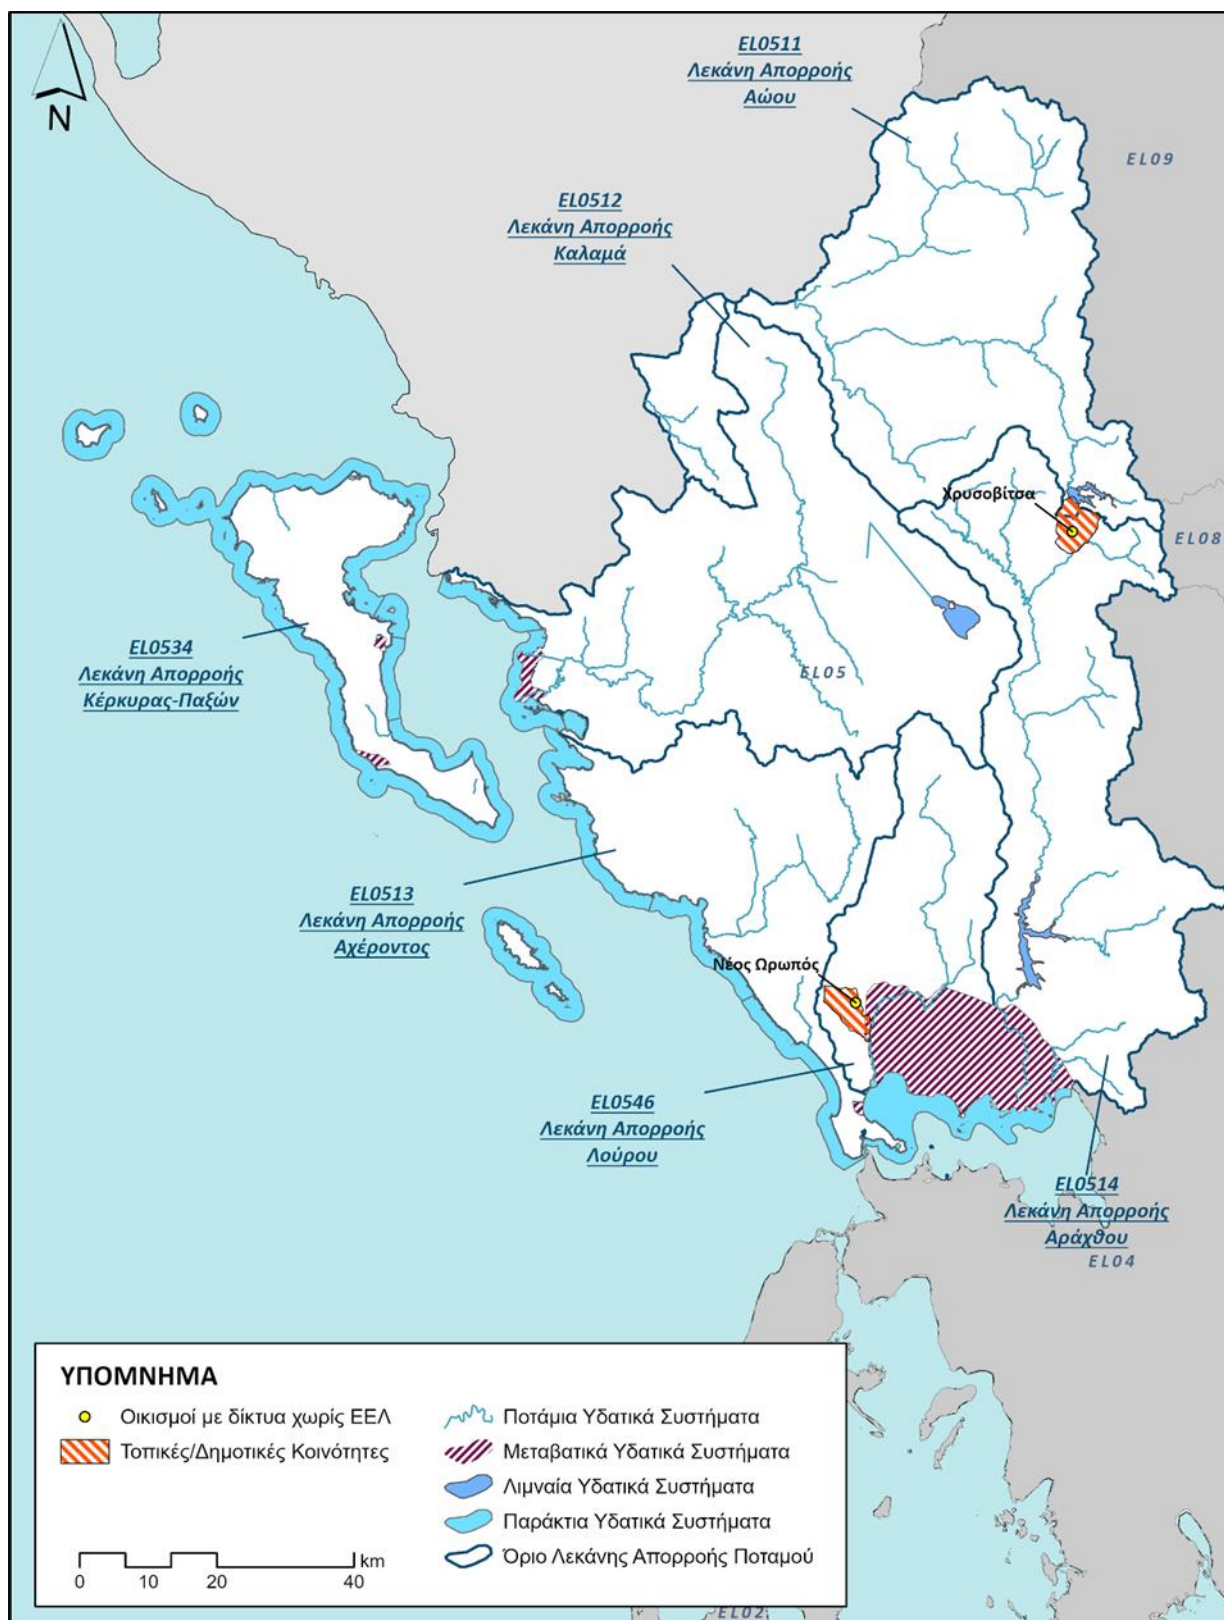 EL0511
Λεκάνη Απορροής
Αώου
EL09
EL0512
Λεκάνη Απορροής
Καλαμά
N
Χρυσοβίτσα
EL08
EL0534
Λεκάνη Απορροής
Κέρκυρας-Παξών
EL05
EL0513
Λεκάνη Απορροής
Αχέροντος
Νέος Ωρωπός
EL0546
Λεκάνη Απορροής
Λούρου
EL0514
Λεκάνη Απορροής
Αράχθου
EL04
ΥΠΟΜΝΗΜΑ
Οικισμοί με δίκτυα χωρίς ΕΕΛ
Τοπικές/Δημοτικές Κοινότητες
Ποτάμια Υδατικά Συστήματα
Μεταβατικά Υδατικά Συστήματα
Λιμναία Υδατικά Συστήματα
Παράκτια Υδατικά Συστήματα
Όριο Λεκάνης Απορροής Ποταμού
km
0 10 20 40
EL02